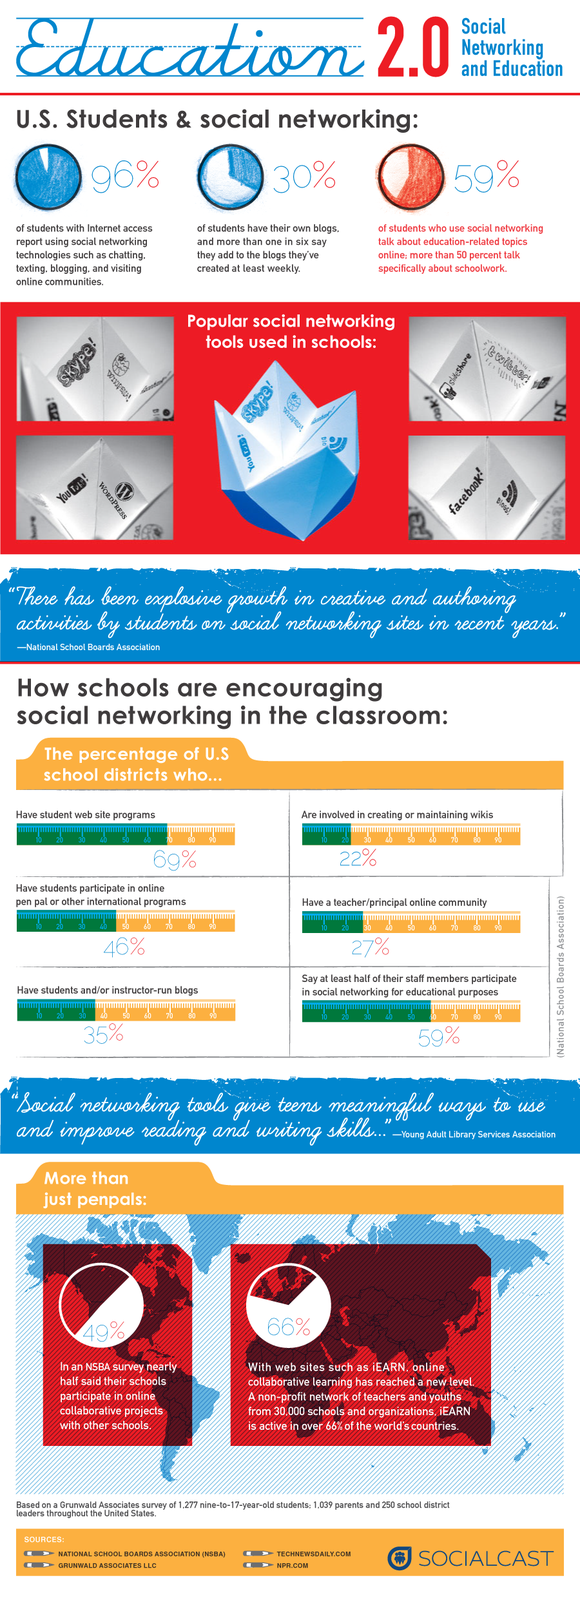 Education 2.0
Social
Networking
and Education
U.S. Students & social networking:
96%
of students with Internet access
report using social networking
technologies such as chatting,
texting, blogging, and visiting
online communities.
30%
of students have their own blogs,
and more than one in six say
they add to the blogs they've
created at least weekly.
59%
of students who use social networking
talk about education-related topics
online; more than 50 percent talk
specifically about schoolwork.
Popular social networking
tools used in schools:
skype!
slideshare
twitter!
skype!
You Tube!
You Tube!
WORDPRESS
facebook!
"There has been explosive growth in creative and authoring
activities by students on social networking sites in recent years."
—National School Boards Association
How schools are encouraging
social networking in the classroom:
The percentage of U.S
school districts who...
Have student web site programs
10 20 30 40 50 60 70 80 90
69%
Are involved in creating or maintaining wikis
10 20 30 40 50 60 70 80 90
22%
Have students participate in online
pen pal or other international programs
10 20 30 40 50 60 70 80 90
46%
Have a teacher/principal online community
10 20 30 40 50 60 70 80 90
27%
Have students and/or instructor-run blogs
10 20 30 40 50 60 70 80 90
35%
Say at least half of their staff members participate
in social networking for educational purposes
10 20 30 40 50 60 70 80 90
59%
(National School Boards Association)
"Social networking tools give teens meaningful ways to use
and improve reading and writing skills..." —Young Adult Library Services Association
More than
just penpals:
49%
In an NSBA survey nearly
half said their schools
participate in online
collaborative projects
with other schools.
66%
With web sites such as iEARN, online
collaborative learning has reached a new level.
A non-profit network of teachers and youths
from 30,000 schools and organizations, iEARN
is active in over 66% of the world's countries.
Based on a Grunwald Associates survey of 1,277 nine-to-17-year-old students; 1,039 parents and 250 school district
leaders throughout the United States.
SOURCES:
NATIONAL SCHOOL BOARDS ASSOCIATION (NSBA)
GRUNWALD ASSOCIATES LLC
TECHNEWSDAILY.COM
NPR.COM
SOCIALCAST